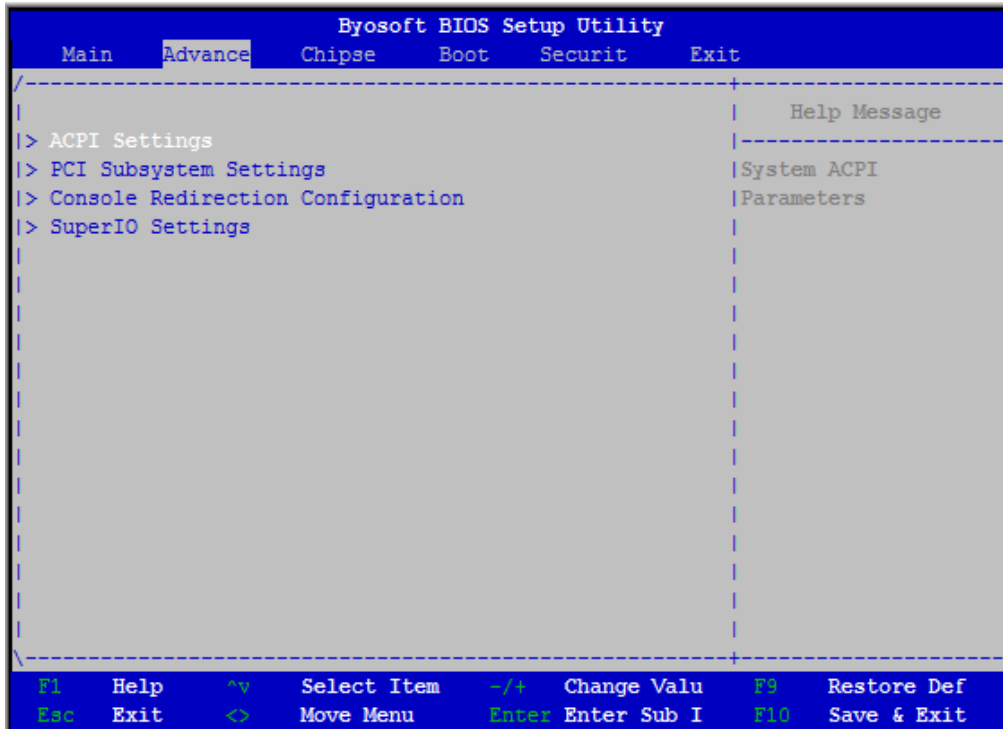 Byosoft BIOS Setup Utility
Main Advance Chipse Boot Securit Exit
Help Message
> ACPI Settings
> PCI Subsystem Settings
System ACPI
> Console Redirection Configuration
Parameters
> SuperIO Settings
F1 Help ^v Select Item -/+ Change Valu F9 Restore Def
Esc Exit <> Move Menu Enter Enter Sub I F10 Save & Exit